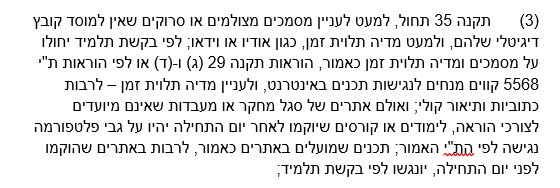 (3) תקנה 35 תחול, למעט לעניין מסמכים מצולמים או סרוקים שאין למוסד קובץ
דיגיטלי שלהם, ולמעט מדיה תלוית זמן, כגון אודיו או וידאו; לפי בקשת תלמיד יחולו
על מסמכים ומדיה תלוית זמן כאמור, הוראות תקנה 29 (ג) ו-(ד) או לפי הוראות ת"י
5568 קווים מנחים לנגישות תכנים באינטרנט, ולעניין מדיה תלוית זמן – לרבות
כתוביות ותיאור קולי; ואולם אתרים של סגל מחקר או מעבדות שאינם מיועדים
לצורכי הוראה, לימודים או קורסים שיוקמו לאחר יום התחילה יהיו על גבי פלטפורמה
נגישה לפי הת"י האמור; תכנים שמועלים באתרים כאמור, לרבות באתרים שהוקמו
לפני יום התחילה, יונגשו לפי בקשת תלמיד;